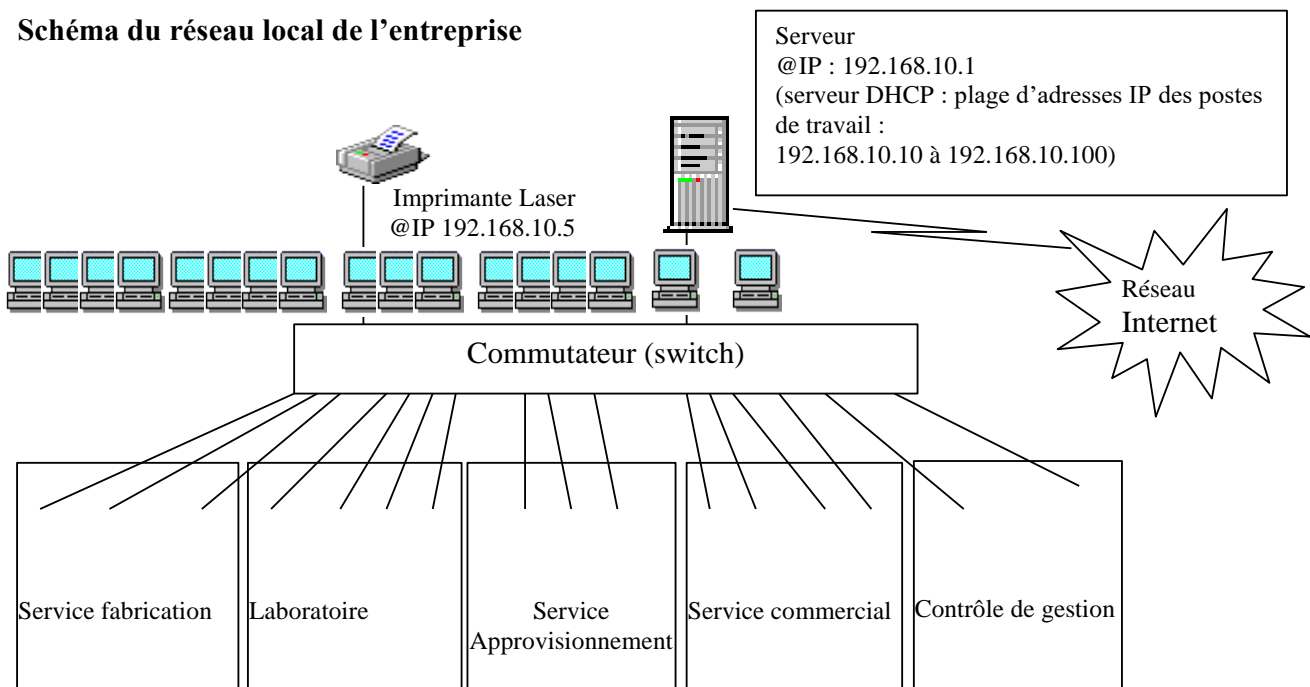 Schéma du réseau local de l’entreprise
Serveur
@IP : 192.168.10.1
(serveur DHCP : plage d’adresses IP des postes
de travail :
192.168.10.10 à 192.168.10.100)
Imprimante Laser
@IP 192.168.10.5
Réseau
Internet
Commutateur (switch)
Service fabrication
Laboratoire
Service
Approvisionnement
Service commercial
Contrôle de gestion